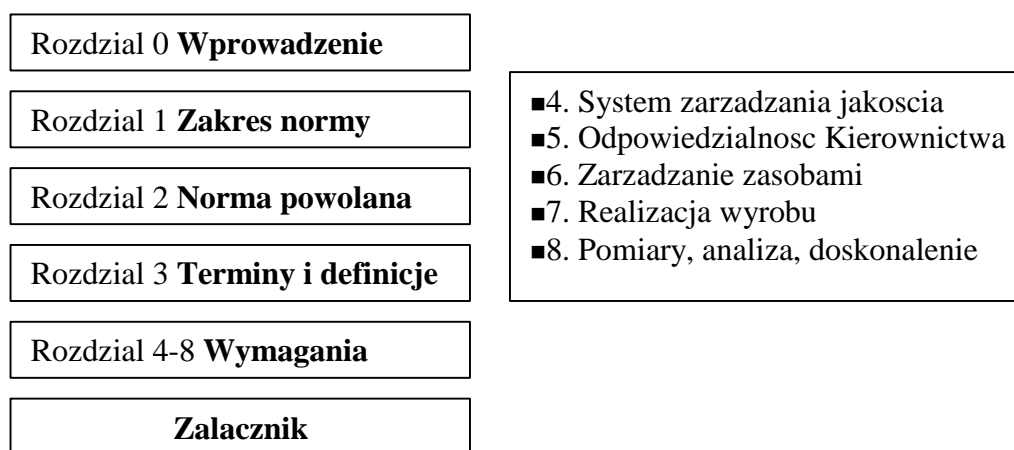 Rozdzial 0 Wprowadzenie
Rozdzial 1 Zakres normy
Rozdzial 2 Norma powolana
Rozdzial 3 Terminy i definicje
Rozdzial 4-8 Wymagania
Zalacznik
■4. System zarzadzania jakoscia
■5. Odpowiedzialnosc Kierownictwa
■6. Zarzadzanie zasobami
■7. Realizacja wyrobu
■8. Pomiary, analiza, doskonalenie